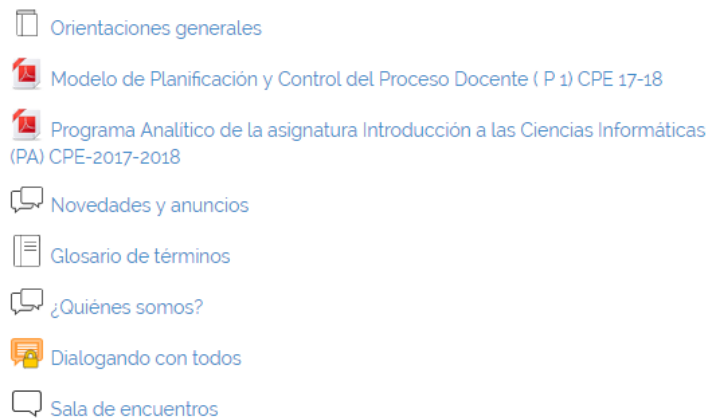 Orientaciones generales
Modelo de Planificación y Control del Proceso Docente ( P 1) CPE 17-18
Programa Analítico de la asignatura Introducción a las Ciencias Informáticas
(PA) CPE-2017-2018
Novedades y anuncios
Glosario de términos
¿Quiénes somos?
Dialogando con todos
Sala de encuentros